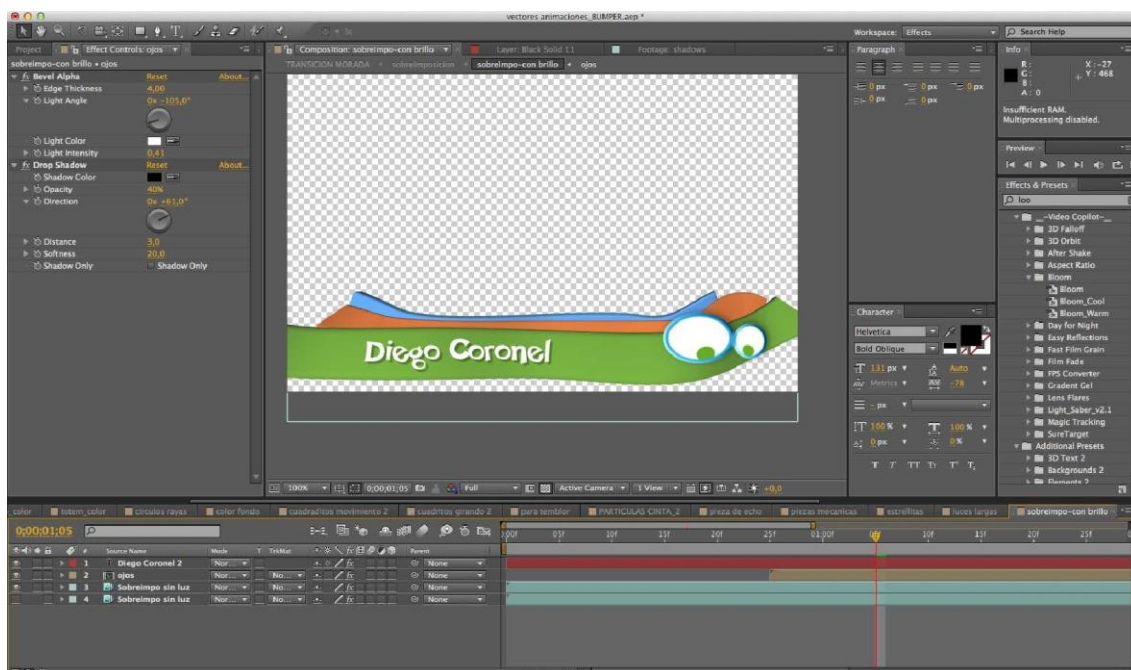 vectores animaciones_BUMPER.aep *
Workspace: Effects
Search Help
Project
Effect Controls: ojos
Composition: sobreimpo-con brillo
Layer: Black Solid 11
Footage: shadows
Paragraph
Info
sobreimpo-con brillo • ojos
TRANSICION MORADA
sobreimposicion
sobreimpo-con brillo
ojos
fx Bevel Alpha Reset About...
Edge Thickness 4,00
Light Angle 0x -105,0°
Light Color
Light Intensity 0,41
fx Drop Shadow Reset About...
Shadow Color
Opacity 40%
Direction 0x +61,0°
Distance 3,0
Softness 20,0
Shadow Only Shadow Only
Diego Coronel
100%
0;00;01;05
Full
Active Camera
1 View
+0,0
0 px 0 px 0 px
0 px 0 px
Character
Helvetica
Bold Oblique
131 px Auto
Metrics -78
- px
100 % 100 %
0 px 0 %
T T TT Tr T' T,
R :
G :
B :
A : 0
X : -27
Y : 468
Insufficient RAM.
Multiprocessing disabled.
Preview
Effects & Presets
loo
__-Video Copilot-__
3D Falloff
3D Orbit
After Shake
Aspect Ratio
Bloom
Bloom
Bloom_Cool
Bloom_Warm
Day for Night
Easy Reflections
Fast Film Grain
Film Fade
FPS Converter
Gradent Gel
Lens Flares
Light_Saber_v2.1
Magic Tracking
SureTarget
Additional Presets
3D Text 2
Backgrounds 2
Elements 2
color
totem_color
circulos rayas
color fondo
cuadraditos movimiento 2
cuadritos girando 2
para temblor
PARTICULAS CINTA_2
pieza de echo
piezas mecanicas
estrellitas
luces largas
sobreimpo-con brillo
0;00;01;05
# Source Name Mode T TrkMat Parent
1 T Diego Coronel 2 Nor... None
2 ojos Nor... No... None
3 Sobreimpo sin luz Nor... No... None
4 Sobreimpo sin luz Nor... No... None
05f 10f 15f 20f 25f 01;00f 10f 15f 20f 25f